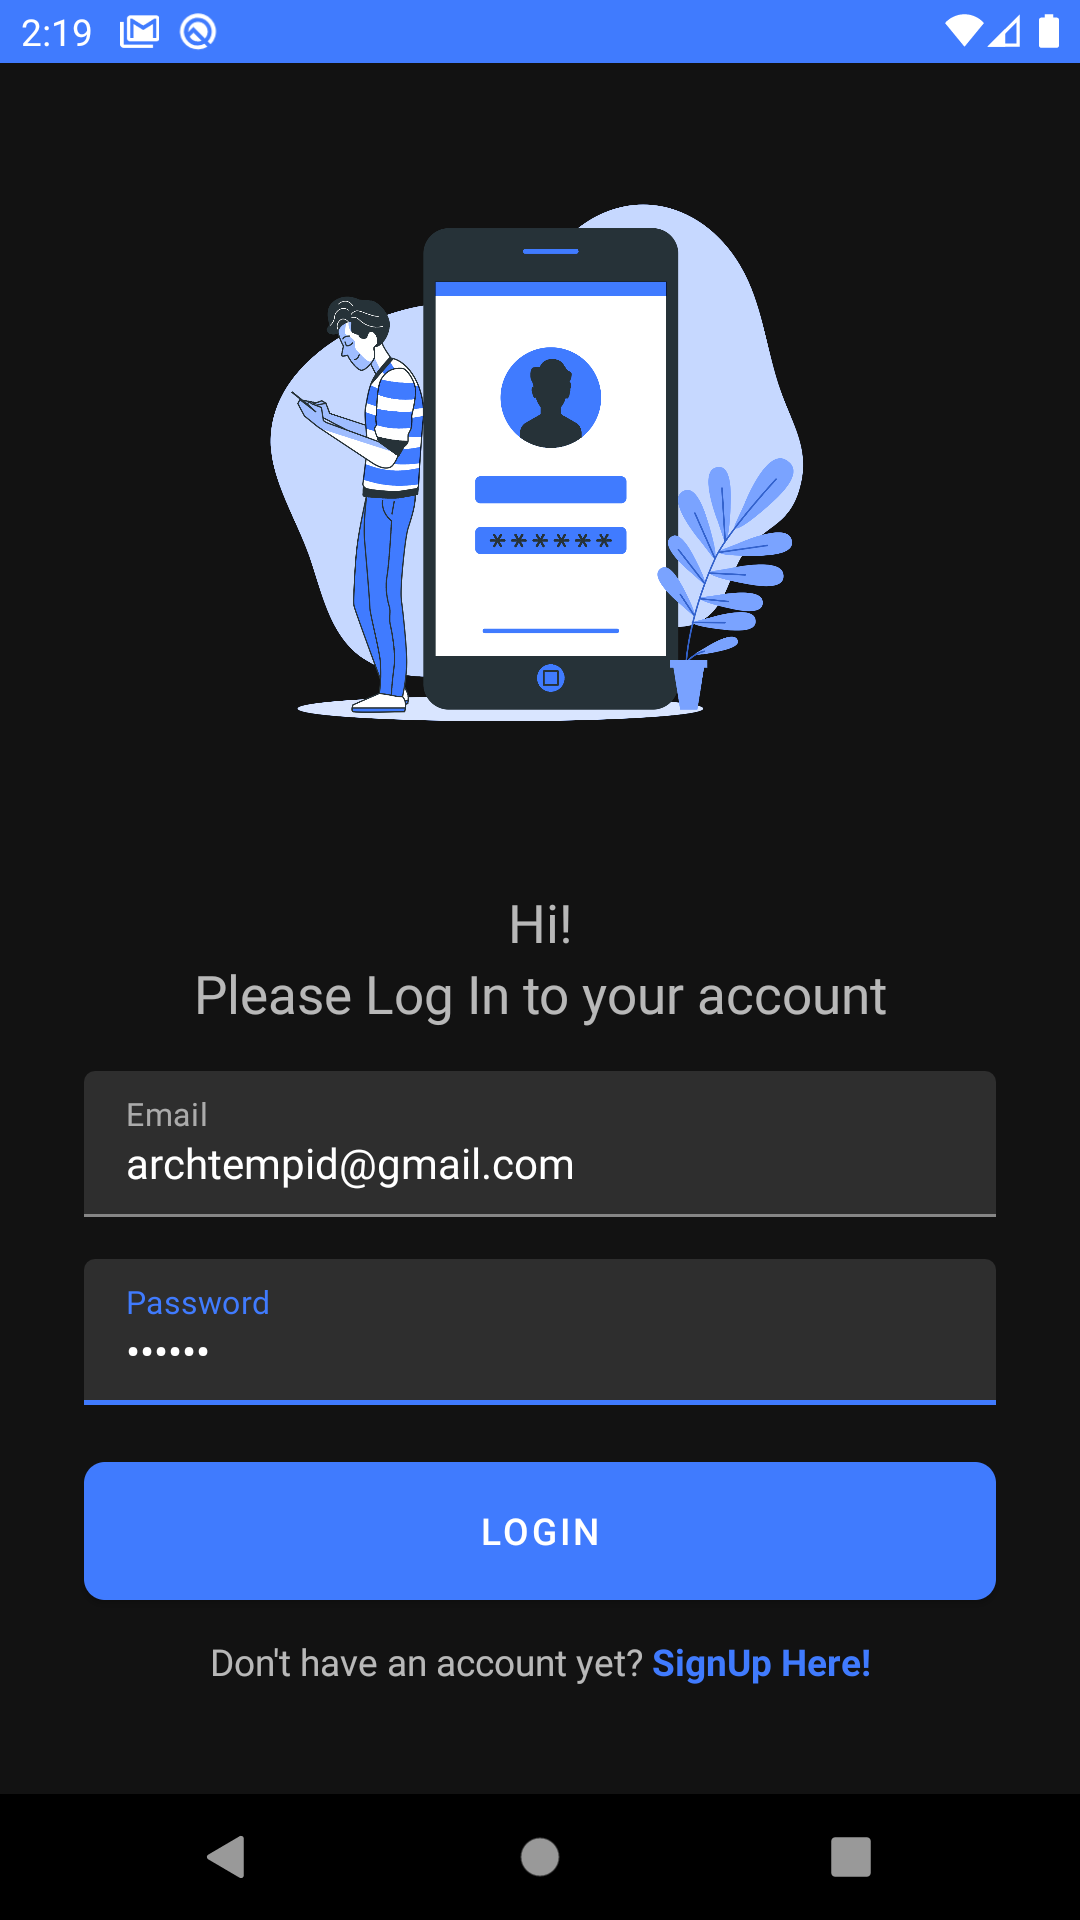 2:19
******
Hi!
Please Log In to your account
Email
archtempid@gmail.com
Password
••••••
LOGIN
Don't have an account yet? SignUp Here!